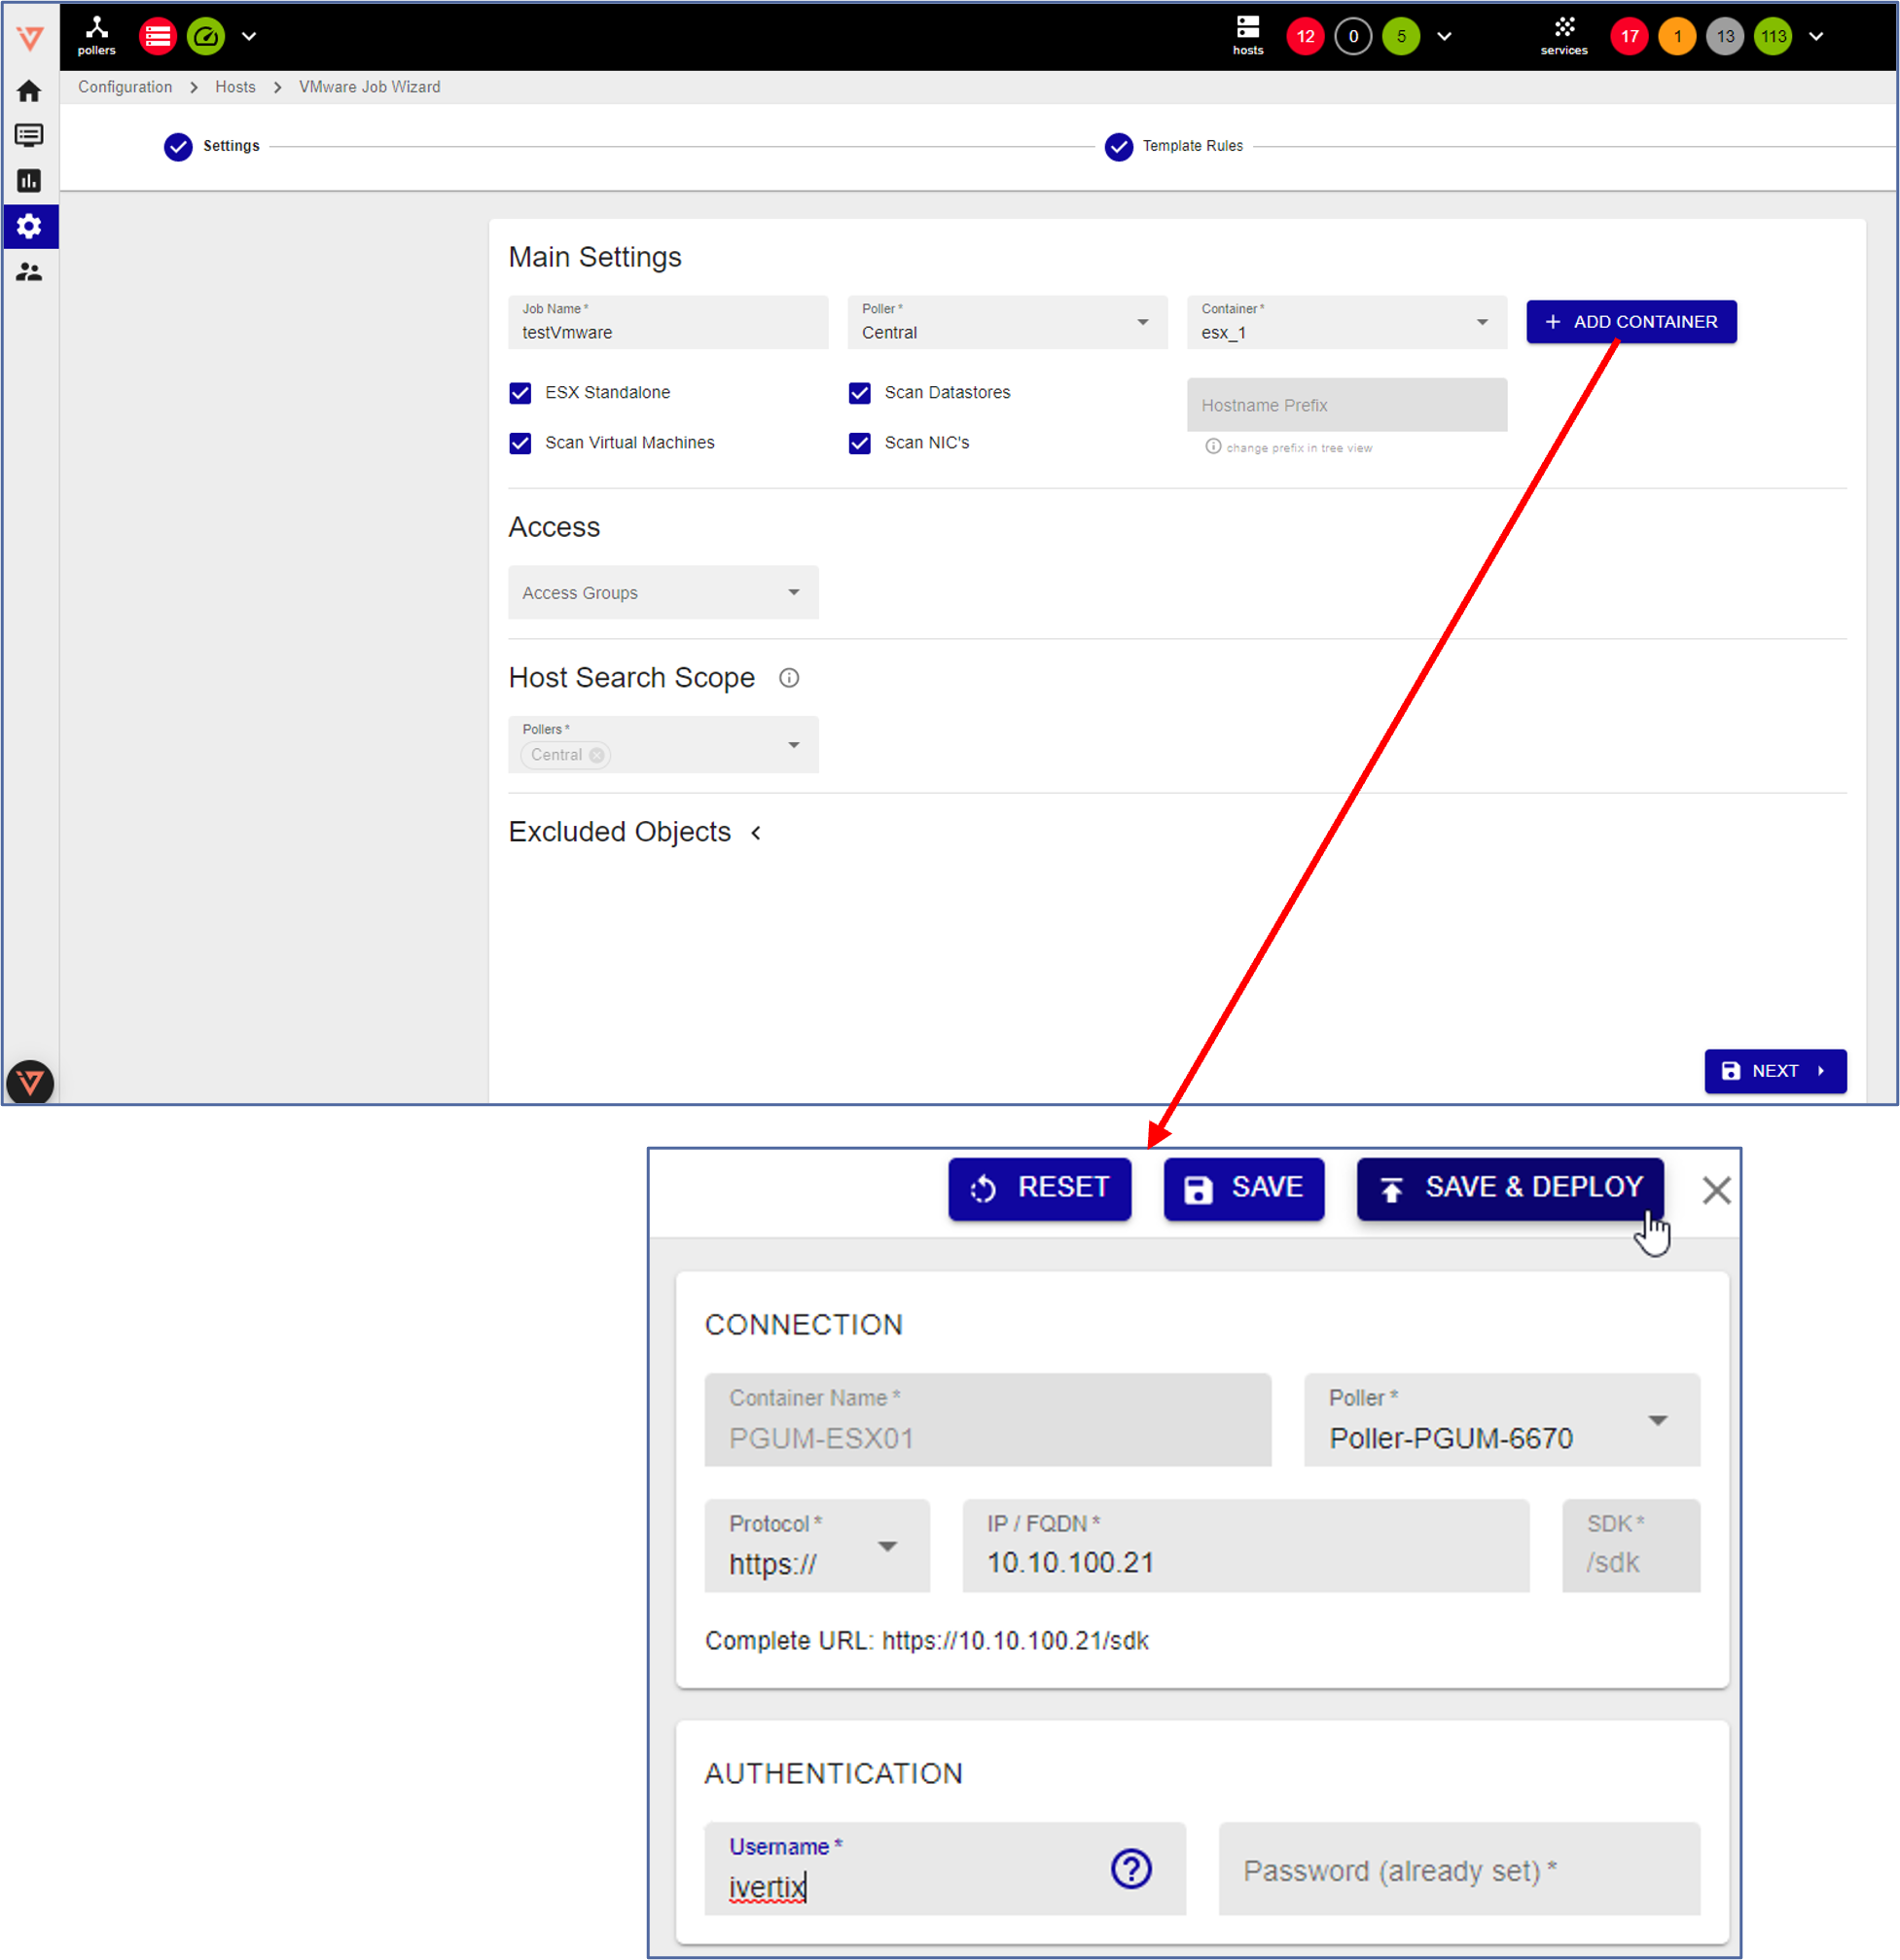 pollers
hosts
12
0
5
services
17
1
13
113
Configuration > Hosts > VMware Job Wizard
Settings
Template Rules
Main Settings
Job Name *
testVmware
Poller *
Central
Container *
esx_1
+ ADD CONTAINER
ESX Standalone
Scan Datastores
Hostname Prefix
Scan Virtual Machines
Scan NIC's
change prefix in tree view
Access
Access Groups
Host Search Scope
Pollers *
Central
Excluded Objects
NEXT
RESET
SAVE
SAVE & DEPLOY
CONNECTION
Container Name *
PGUM-ESX01
Poller *
Poller-PGUM-6670
Protocol *
https://
IP / FQDN *
10.10.100.21
SDK *
/sdk
Complete URL: https://10.10.100.21/sdk
AUTHENTICATION
Username *
ivertix
Password (already set) *